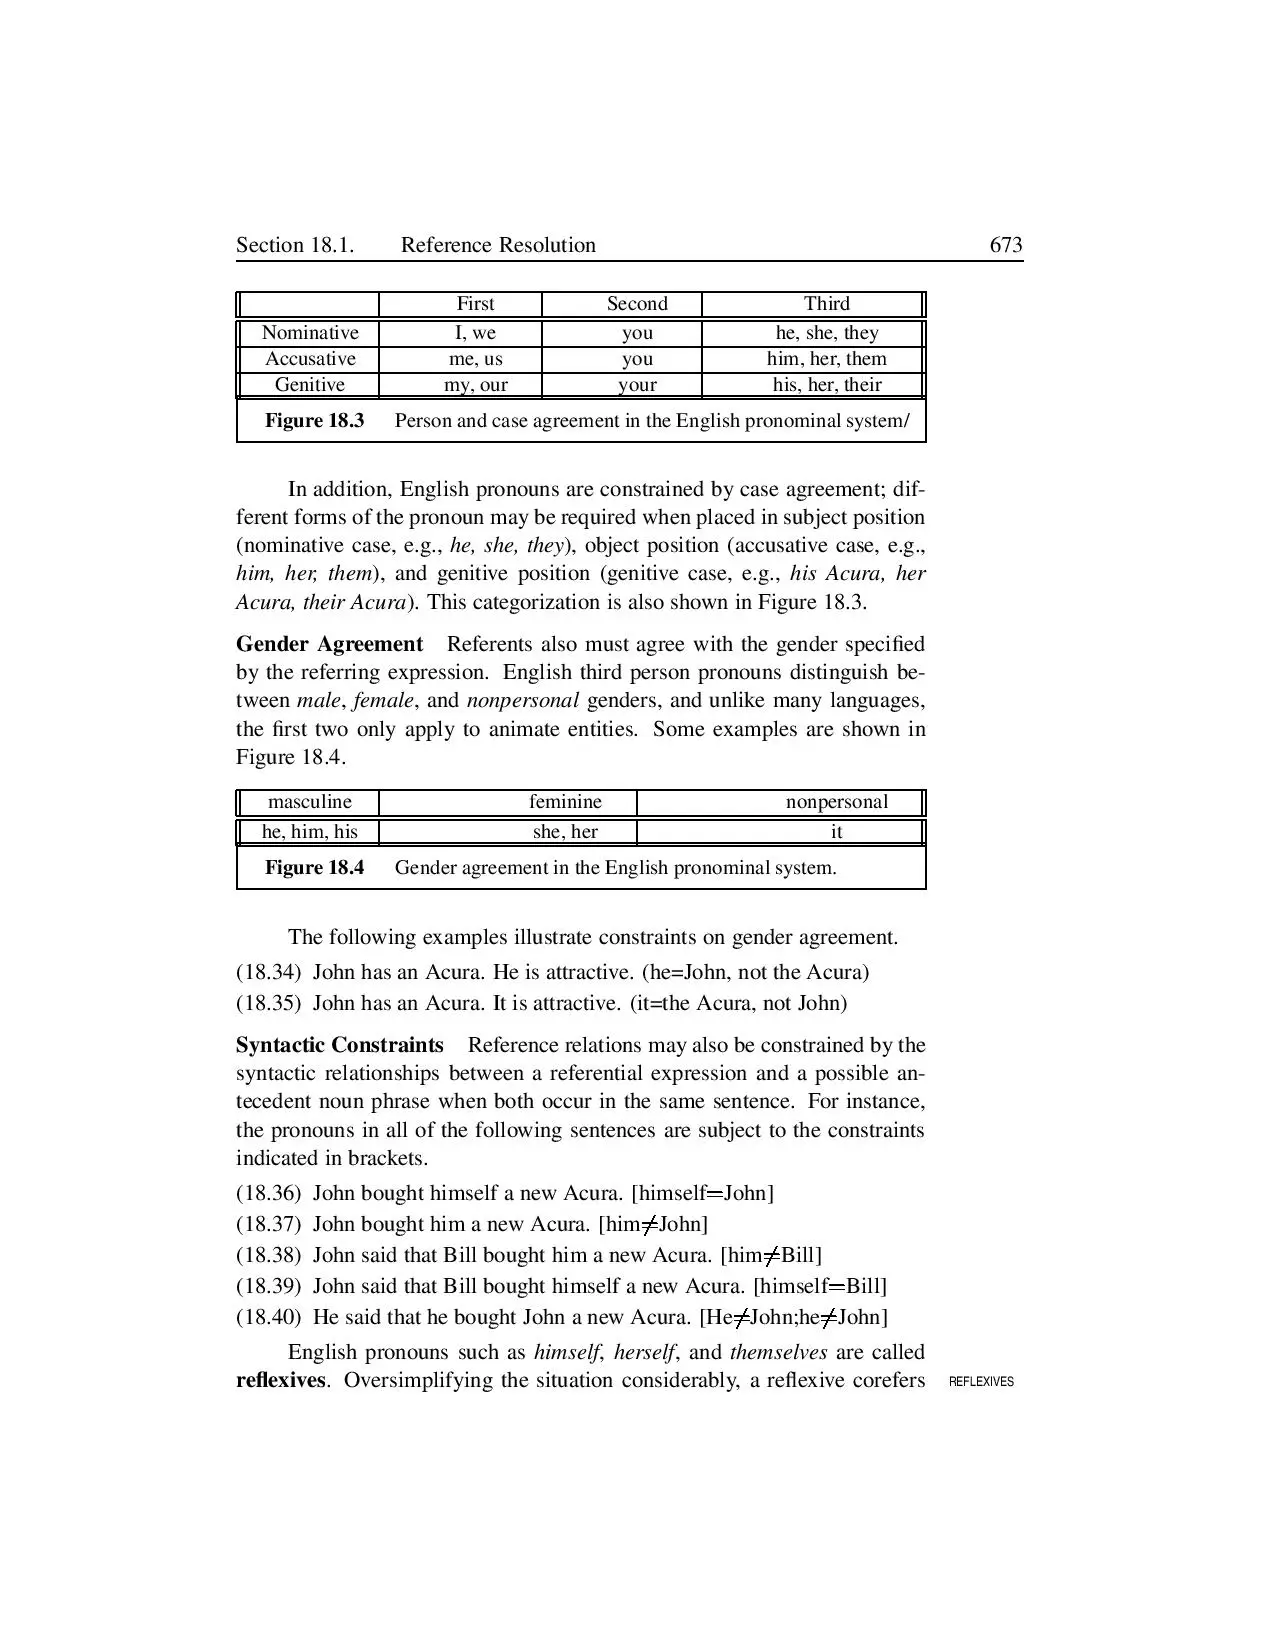 Section 18.1. Reference Resolution 673
First Second Third
Nominative I, we you he, she, they
Accusative me, us you him, her, them
Genitive my, our your his, her, their
Figure 18.3 Person and case agreement in the English pronominal system/
In addition, English pronouns are constrained by case agreement; dif-
ferent forms of the pronoun may be required when placed in subject position
(nominative case, e.g., he, she, they), object position (accusative case, e.g.,
him, her, them), and genitive position (genitive case, e.g., his Acura, her
Acura, their Acura). This categorization is also shown in Figure 18.3.
Gender Agreement Referents also must agree with the gender specified
by the referring expression. English third person pronouns distinguish be-
tween male, female, and nonpersonal genders, and unlike many languages,
the first two only apply to animate entities. Some examples are shown in
Figure 18.4.
masculine feminine nonpersonal
he, him, his she, her it
Figure 18.4 Gender agreement in the English pronominal system.
The following examples illustrate constraints on gender agreement.
(18.34) John has an Acura. He is attractive. (he=John, not the Acura)
(18.35) John has an Acura. It is attractive. (it=the Acura, not John)
Syntactic Constraints Reference relations may also be constrained by the
syntactic relationships between a referential expression and a possible an-
tecedent noun phrase when both occur in the same sentence. For instance,
the pronouns in all of the following sentences are subject to the constraints
indicated in brackets.
(18.36) John bought himself a new Acura. [himself=John]
(18.37) John bought him a new Acura. [him≠John]
(18.38) John said that Bill bought him a new Acura. [him≠Bill]
(18.39) John said that Bill bought himself a new Acura. [himself=Bill]
(18.40) He said that he bought John a new Acura. [He≠John;he≠John]
English pronouns such as himself, herself, and themselves are called
reflexives. Oversimplifying the situation considerably, a reflexive corefers REFLEXIVES